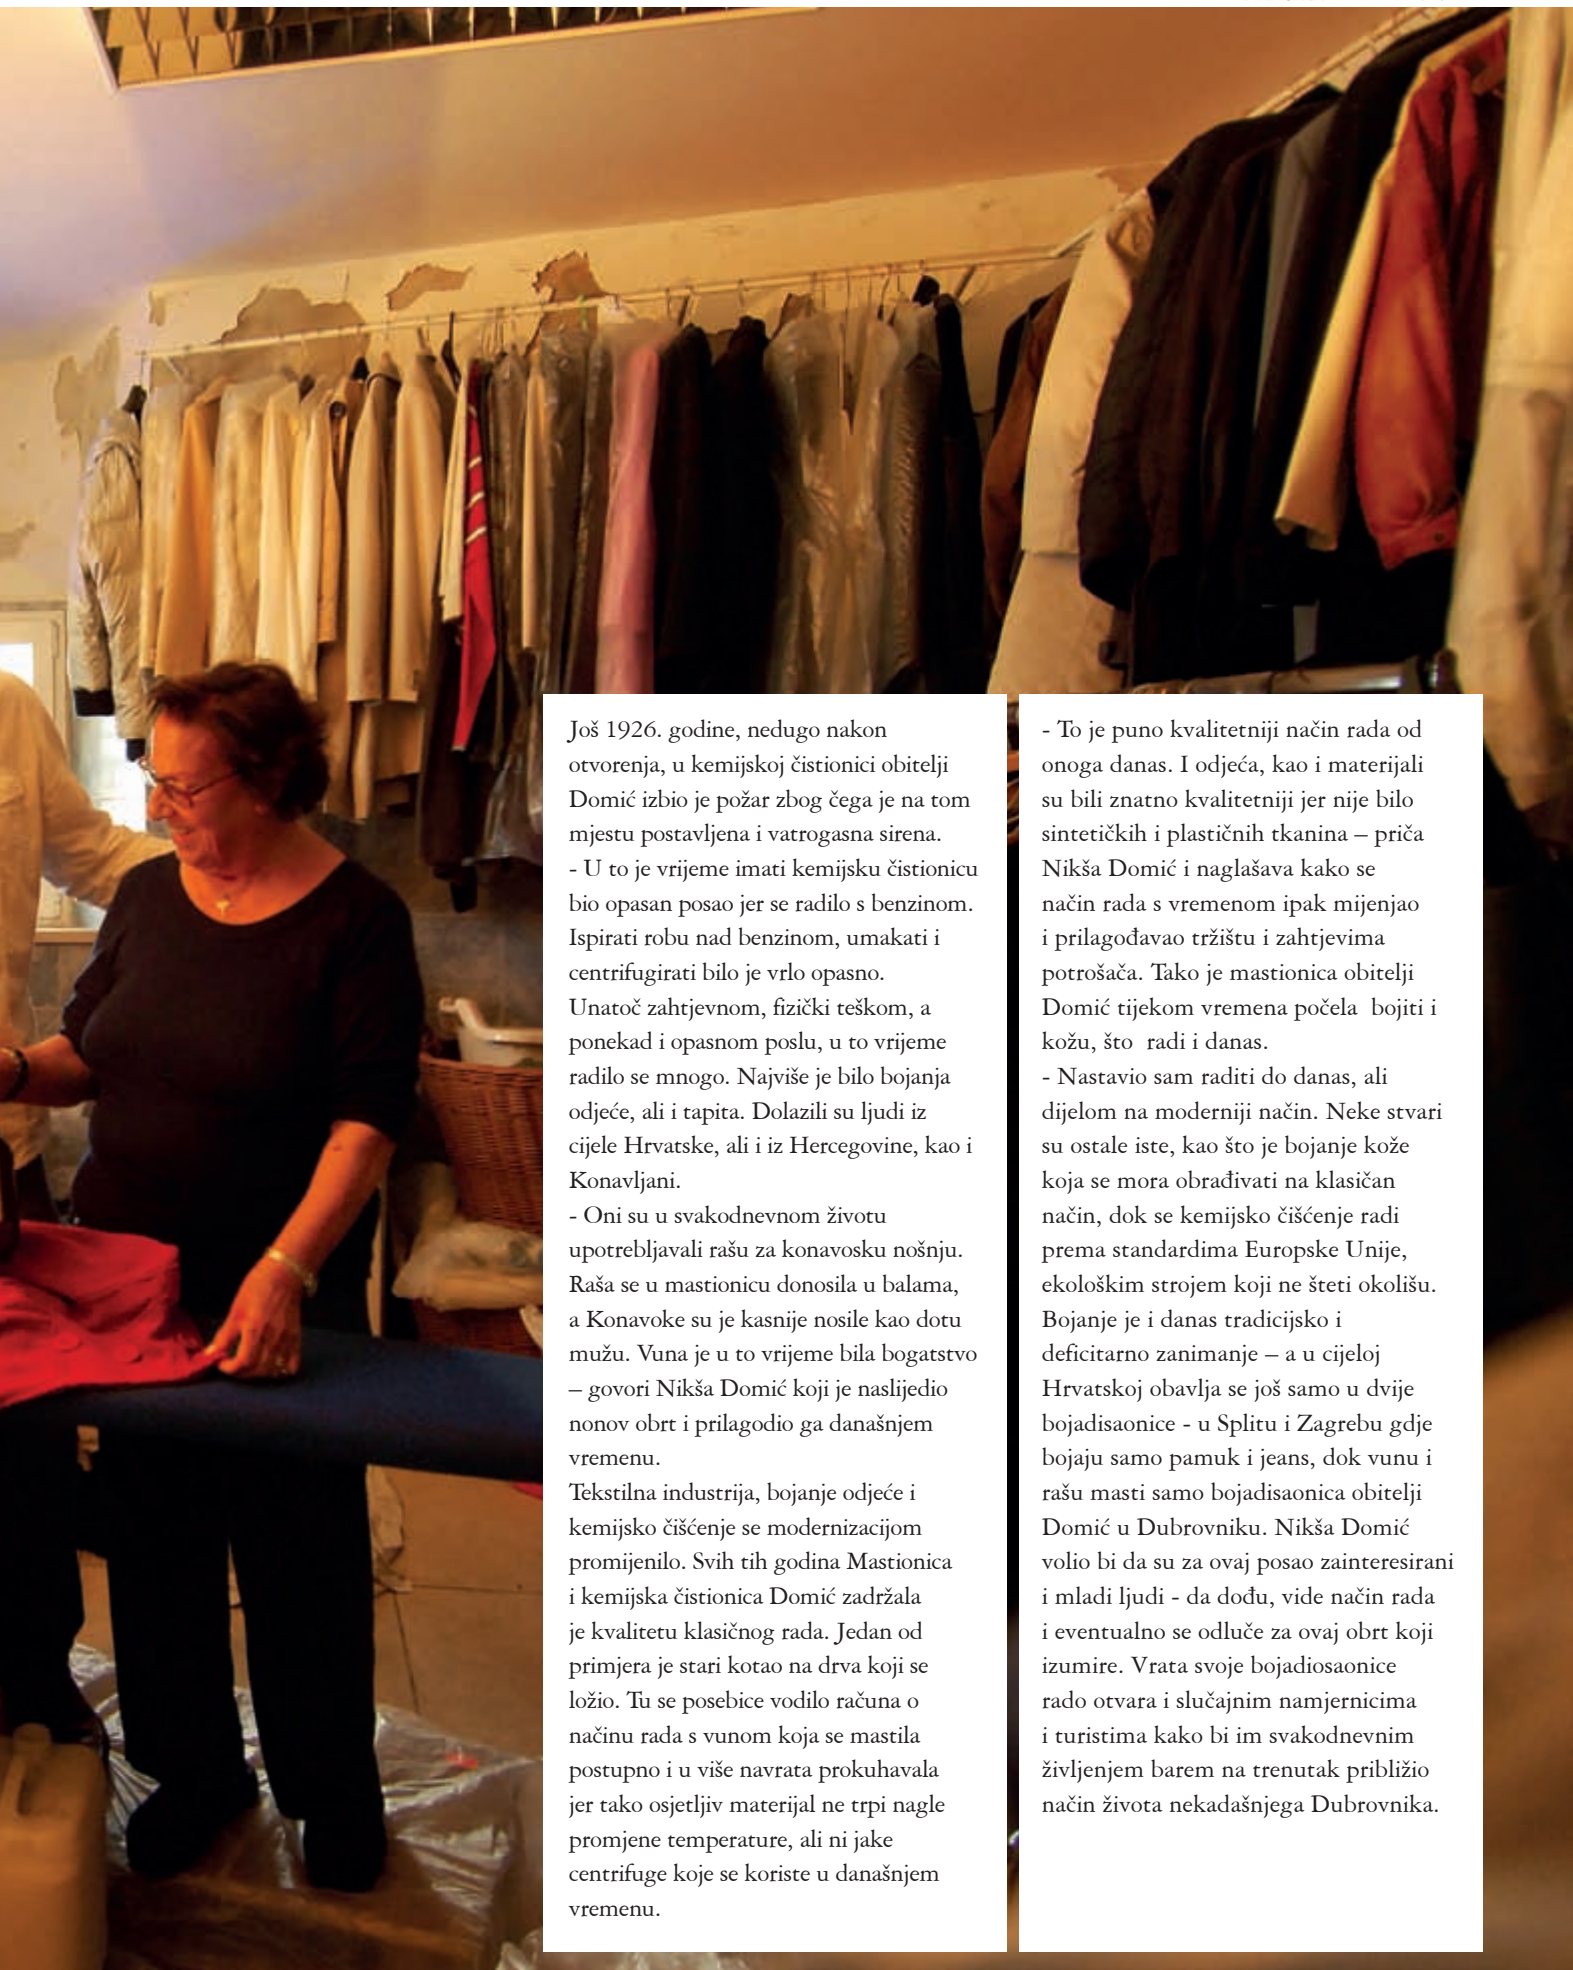 Još 1926. godine, nedugo nakon
otvorenja, u kemijskoj čistionici obitelji
Domić izbio je požar zbog čega je na tom
mjestu postavljena i vatrogasna sirena.
- U to je vrijeme imati kemijsku čistionicu
bio opasan posao jer se radilo s benzinom.
Ispirati robu nad benzinom, umakati i
centrifugirati bilo je vrlo opasno.
Unatoč zahtjevnom, fizički teškom, a
ponekad i opasnom poslu, u to vrijeme
radilo se mnogo. Najviše je bilo bojanja
odjeće, ali i tapita. Dolazili su ljudi iz
cijele Hrvatske, ali i iz Hercegovine, kao i
Konavljani.
- Oni su u svakodnevnom životu
upotrebljavali rašu za konavosku nošnju.
Raša se u mastionicu donosila u balama,
a Konavoke su je kasnije nosile kao dotu
mužu. Vuna je u to vrijeme bila bogatstvo
– govori Nikša Domić koji je naslijedio
nonov obrt i prilagodio ga današnjem
vremenu.
Tekstilna industrija, bojanje odjeće i
kemijsko čišćenje se modernizacijom
promijenilo. Svih tih godina Mastionica
i kemijska čistionica Domić zadržala
je kvalitetu klasičnog rada. Jedan od
primjera je stari kotao na drva koji se
ložio. Tu se posebice vodilo računa o
načinu rada s vunom koja se mastila
postupno i u više navrata prokuhavala
jer tako osjetljiv materijal ne trpi nagle
promjene temperature, ali ni jake
centrifuge koje se koriste u današnjem
vremenu.
- To je puno kvalitetniji način rada od
onoga danas. I odjeća, kao i materijali
su bili znatno kvalitetniji jer nije bilo
sintetičkih i plastičnih tkanina – priča
Nikša Domić i naglašava kako se
način rada s vremenom ipak mijenjao
i prilagođavao tržištu i zahtjevima
potrošača. Tako je mastionica obitelji
Domić tijekom vremena počela  bojiti i
kožu, što  radi i danas.
- Nastavio sam raditi do danas, ali
dijelom na moderniji način. Neke stvari
su ostale iste, kao što je bojanje kože
koja se mora obrađivati na klasičan
način, dok se kemijsko čišćenje radi
prema standardima Europske Unije,
ekološkim strojem koji ne šteti okolišu.
Bojanje je i danas tradicijsko i
deficitarno zanimanje – a u cijeloj
Hrvatskoj obavlja se još samo u dvije
bojadisaonice - u Splitu i Zagrebu gdje
bojaju samo pamuk i jeans, dok vunu i
rašu masti samo bojadisaonica obitelji
Domić u Dubrovniku. Nikša Domić
volio bi da su za ovaj posao zainteresirani
i mladi ljudi - da dođu, vide način rada
i eventualno se odluče za ovaj obrt koji
izumire. Vrata svoje bojadiosaonice
rado otvara i slučajnim namjernicima
i turistima kako bi im svakodnevnim
življenjem barem na trenutak približio
način života nekadašnjega Dubrovnika.